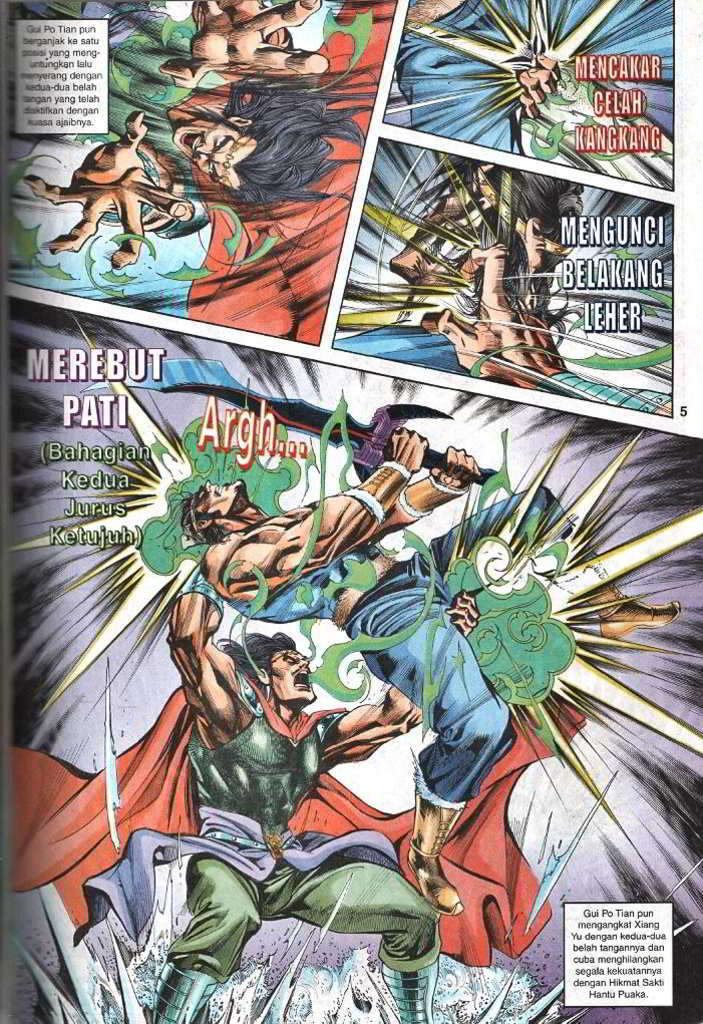 Gui Po Tian pun
berganjak ke satu
posisi yang meng-
untungkan lalu
menyerang dengan
kedua-dua belah
tangan yang telah
diaktifkan dengan
kuasa ajaibnya.
MENCAKAR
CELAH
KANGKANG
MENGUNCI
BELAKANG
LEHER
5
MEREBUT
PATI
(Bahagian
Kedua
Jurus
Ketujuh)
Argh...
Gui Po Tian pun
mengangkat Xiang
Yu dengan kedua-dua
belah tangannya dan
cuba menghilangkan
segala kekuatannya
dengan Hikmat Sakti
Hantu Puaka.